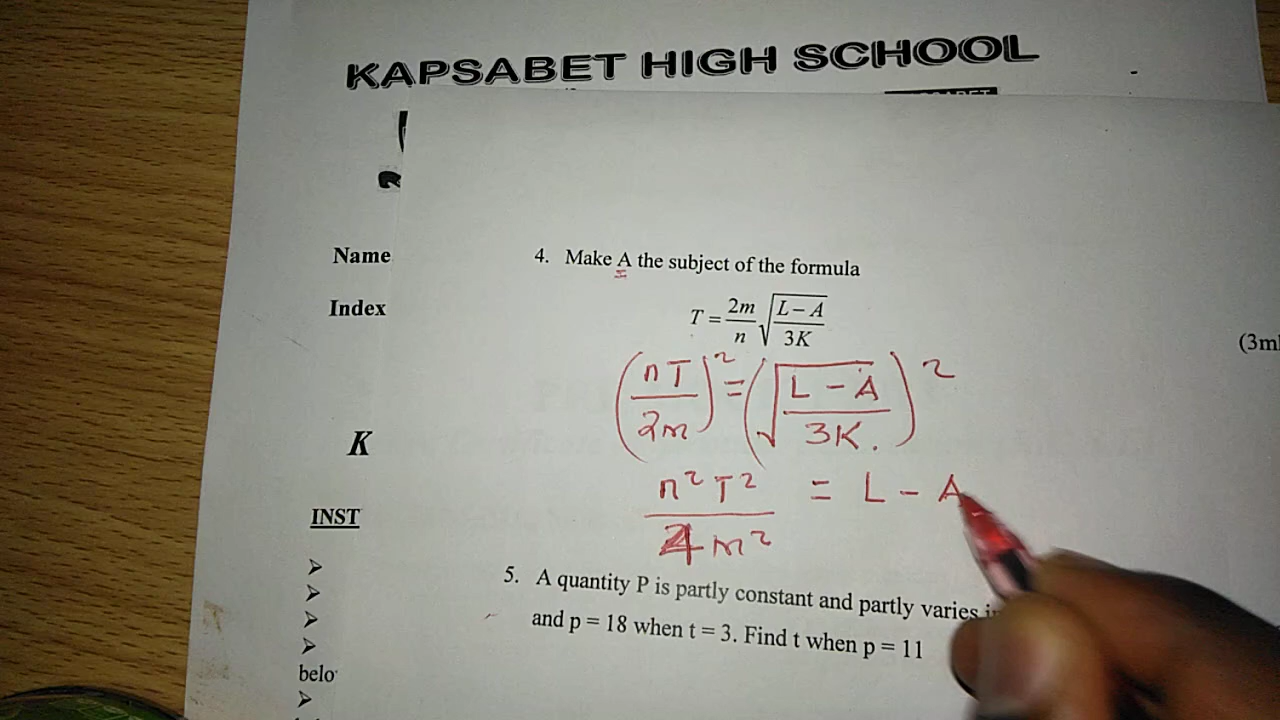 KAPSABET HIGH SCHOOL
Name
4. Make A the subject of the formula
Index
T = 2m/n √(L – A)/3K
(3m
(nT/2m)² = (√(L – A)/3K.)²
K
n²T²/4m² = L – A
INST
5. A quantity P is partly constant and partly varies
and p = 18 when t = 3. Find t when p = 11
belo